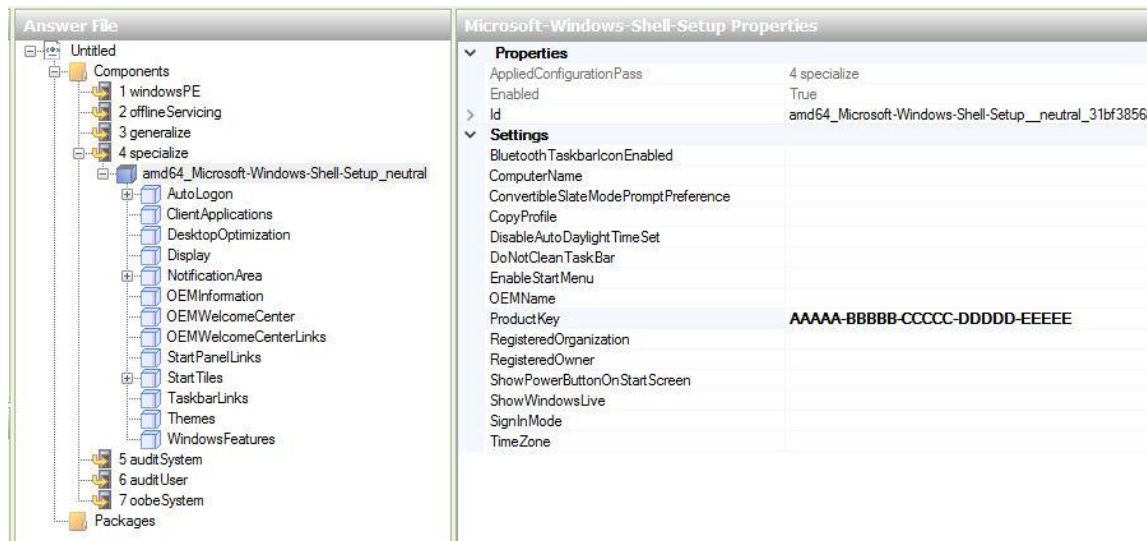 Answer File
Untitled
Components
1 windowsPE
2 offlineServicing
3 generalize
4 specialize
amd64_Microsoft-Windows-Shell-Setup_neutral
AutoLogon
ClientApplications
DesktopOptimization
Display
NotificationArea
OEMInformation
OEMWelcomeCenter
OEMWelcomeCenterLinks
StartPanelLinks
StartTiles
TaskbarLinks
Themes
WindowsFeatures
5 auditSystem
6 auditUser
7 oobeSystem
Packages
Microsoft-Windows-Shell-Setup Properties
Properties
AppliedConfigurationPass 4 specialize
Enabled True
Id amd64_Microsoft-Windows-Shell-Setup__neutral_31bf3856
Settings
BluetoothTaskbarIconEnabled
ComputerName
ConvertibleSlateModePromptPreference
CopyProfile
DisableAutoDaylightTimeSet
DoNotCleanTaskBar
EnableStartMenu
OEMName
ProductKey AAAAA-BBBBB-CCCCC-DDDDD-EEEEE
RegisteredOrganization
RegisteredOwner
ShowPowerButtonOnStartScreen
ShowWindowsLive
SignInMode
TimeZone